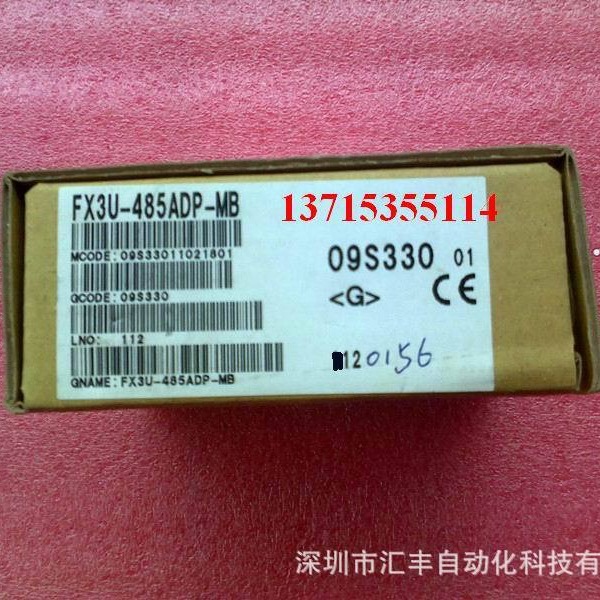 FX3U-485ADP-MB
13715355114
MCODE: 09S33011021801
09S330 01
GCODE: 09S330
<G> CE
LNO: 112
120156
GNAME: FX3U-485ADP-MB
深圳市汇丰自动化科技有